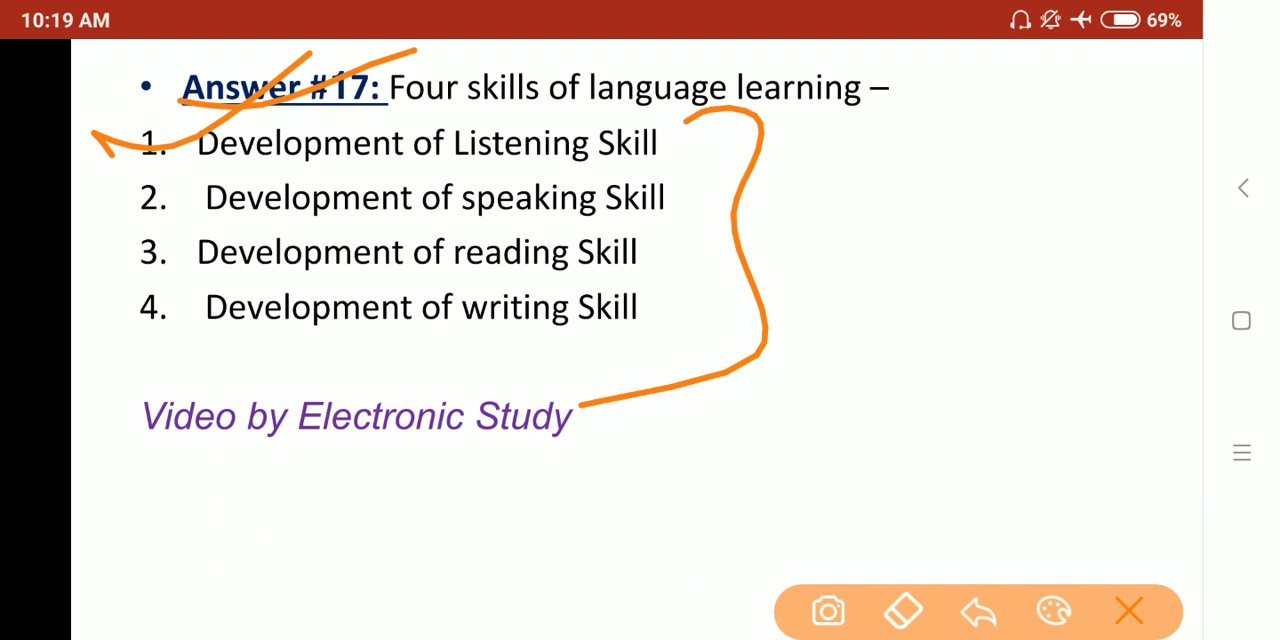 10:19 AM 69%
• Answer #17: Four skills of language learning –
1. Development of Listening Skill
2. Development of speaking Skill
3. Development of reading Skill
4. Development of writing Skill
Video by Electronic Study